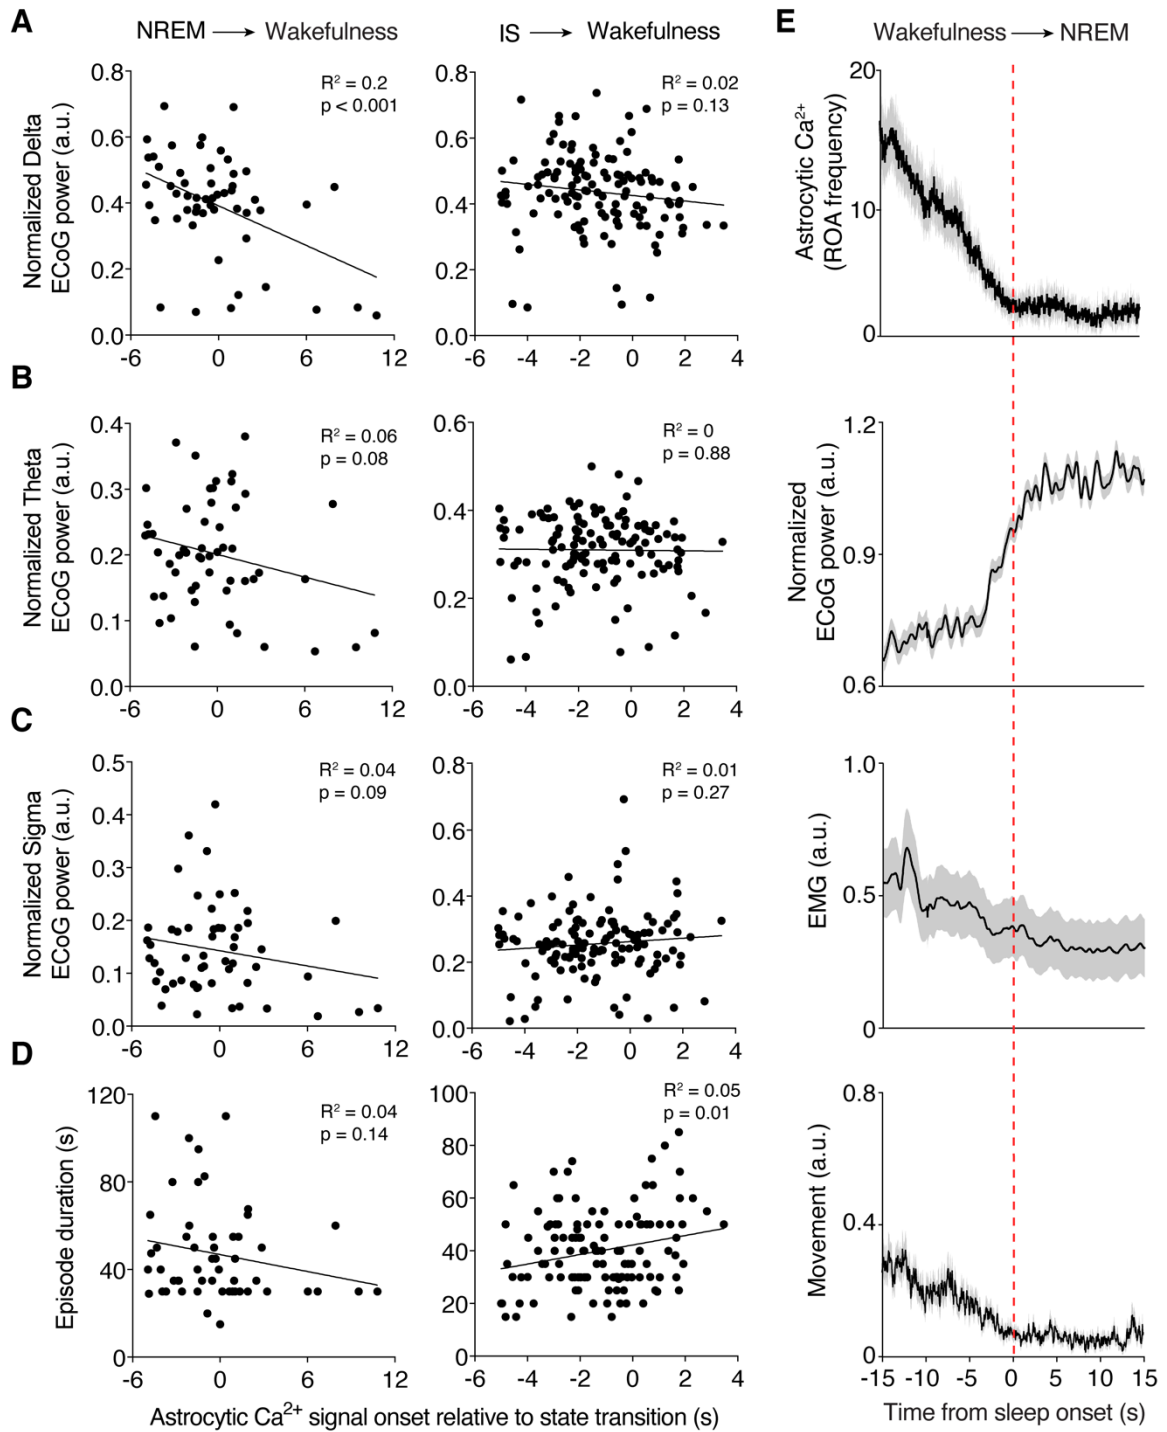 A
NREM → Wakefulness
IS → Wakefulness
E
Wakefulness → NREM
Normalized Delta
ECoG power (a.u.)
0.8
0.6
0.4
0.2
0.0
R² = 0.2
p < 0.001
-6 0 6 12
0.8
0.6
0.4
0.2
0.0
R² = 0.02
p = 0.13
-6 -4 -2 0 2 4
Astrocytic Ca²⁺
(ROA frequency)
20
10
0
B
Normalized Theta
ECoG power (a.u.)
0.4
0.3
0.2
0.1
0.0
R² = 0.06
p = 0.08
-6 0 6 12
0.6
0.4
0.2
0.0
R² = 0
p = 0.88
-6 -4 -2 0 2 4
Normalized
ECoG power (a.u.)
1.2
0.9
0.6
C
Normalized Sigma
ECoG power (a.u.)
0.5
0.4
0.3
0.2
0.1
0.0
R² = 0.04
p = 0.09
-6 0 6 12
0.8
0.6
0.4
0.2
0.0
R² = 0.01
p = 0.27
-6 -4 -2 0 2 4
EMG (a.u.)
1.0
0.5
0
D
Episode duration (s)
120
80
40
0
R² = 0.04
p = 0.14
-6 0 6 12
100
80
60
40
20
0
R² = 0.05
p = 0.01
-6 -4 -2 0 2 4
Astrocytic Ca²⁺ signal onset relative to state transition (s)
Movement (a.u.)
0.8
0.4
0
-15 -10 -5 0 5 10 15
Time from sleep onset (s)